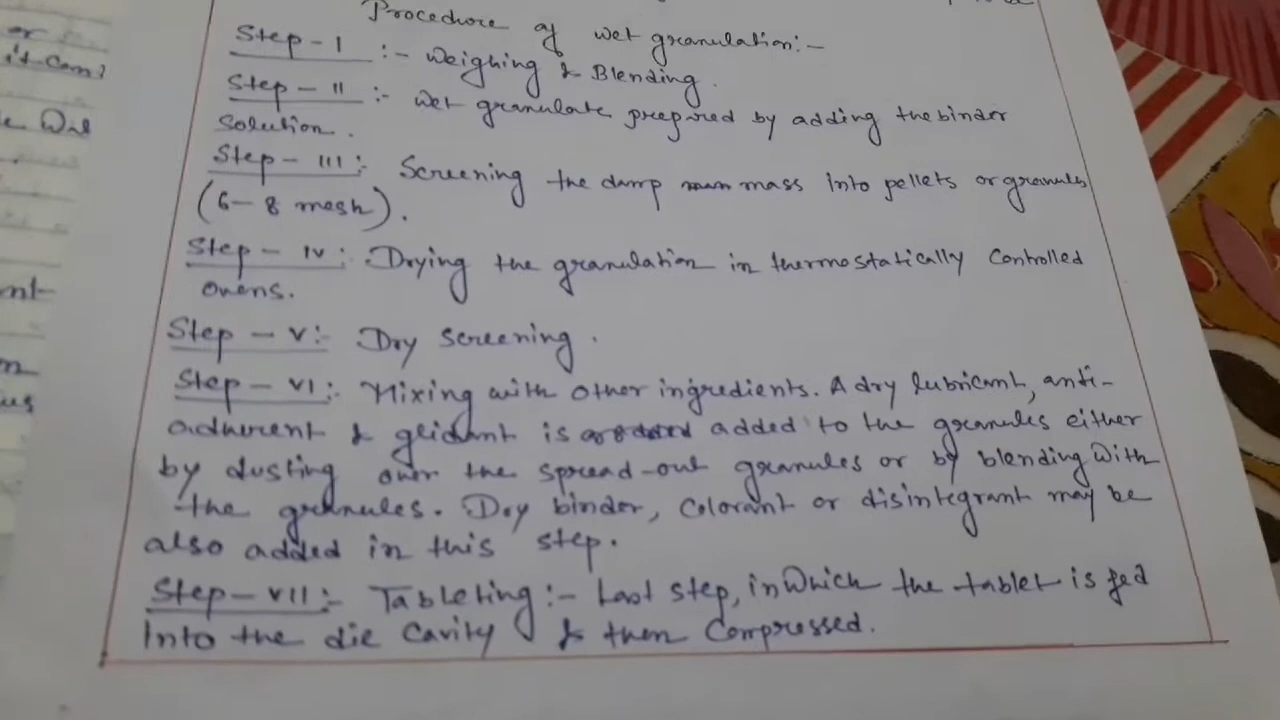 or
it can?
Procedure of wet granulation:-
Step-I :- Weighing & Blending.
Step-II :- Wet granulate prepared by adding the binder
solution.
Step-III :- Screening the damp mass into pellets or granules
(6-8 mesh).
Step-IV :- Drying the granulation in thermostatically controlled
ovens.
Step-V :- Dry screening.
Step-VI :- Mixing with other ingredients. A dry lubricant, anti-
adherent & glidant is added to the granules either
by dusting over the spread-out granules or by blending with
the granules. Dry binder, colorant or disintegrant may be
also added in this step.
Step-VII :- Tableting :- Last step, in which the tablet is fed
into the die cavity & then compressed.